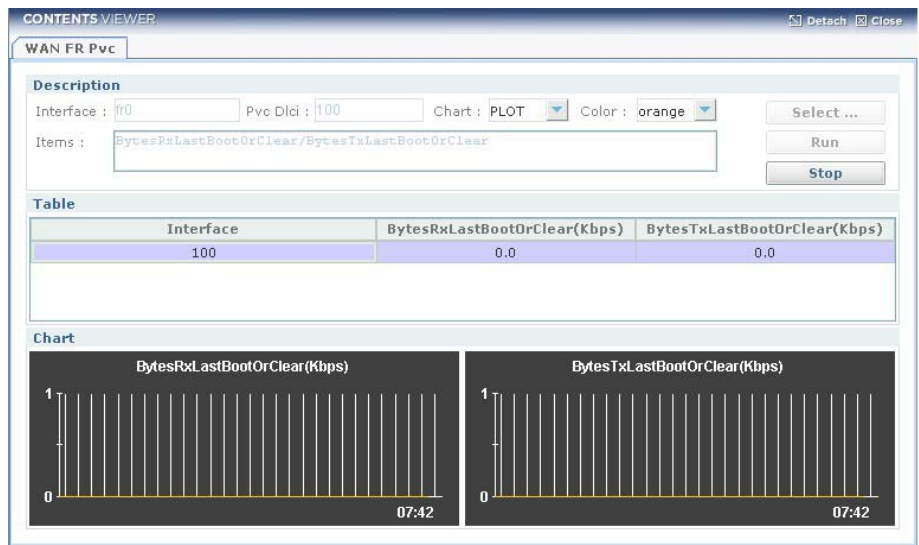 CONTENTS VIEWER
Detach Close
WAN FR Pvc
Description
Interface : fr0 Pvc Dlci : 100 Chart : PLOT Color : orange Select ...
Items : BytesRxLastBootOrClear/BytesTxLastBootOrClear Run
Stop
Table
Interface BytesRxLastBootOrClear(Kbps) BytesTxLastBootOrClear(Kbps)
100 0.0 0.0
Chart
BytesRxLastBootOrClear(Kbps) BytesTxLastBootOrClear(Kbps)
1 1
0 0
07:42 07:42